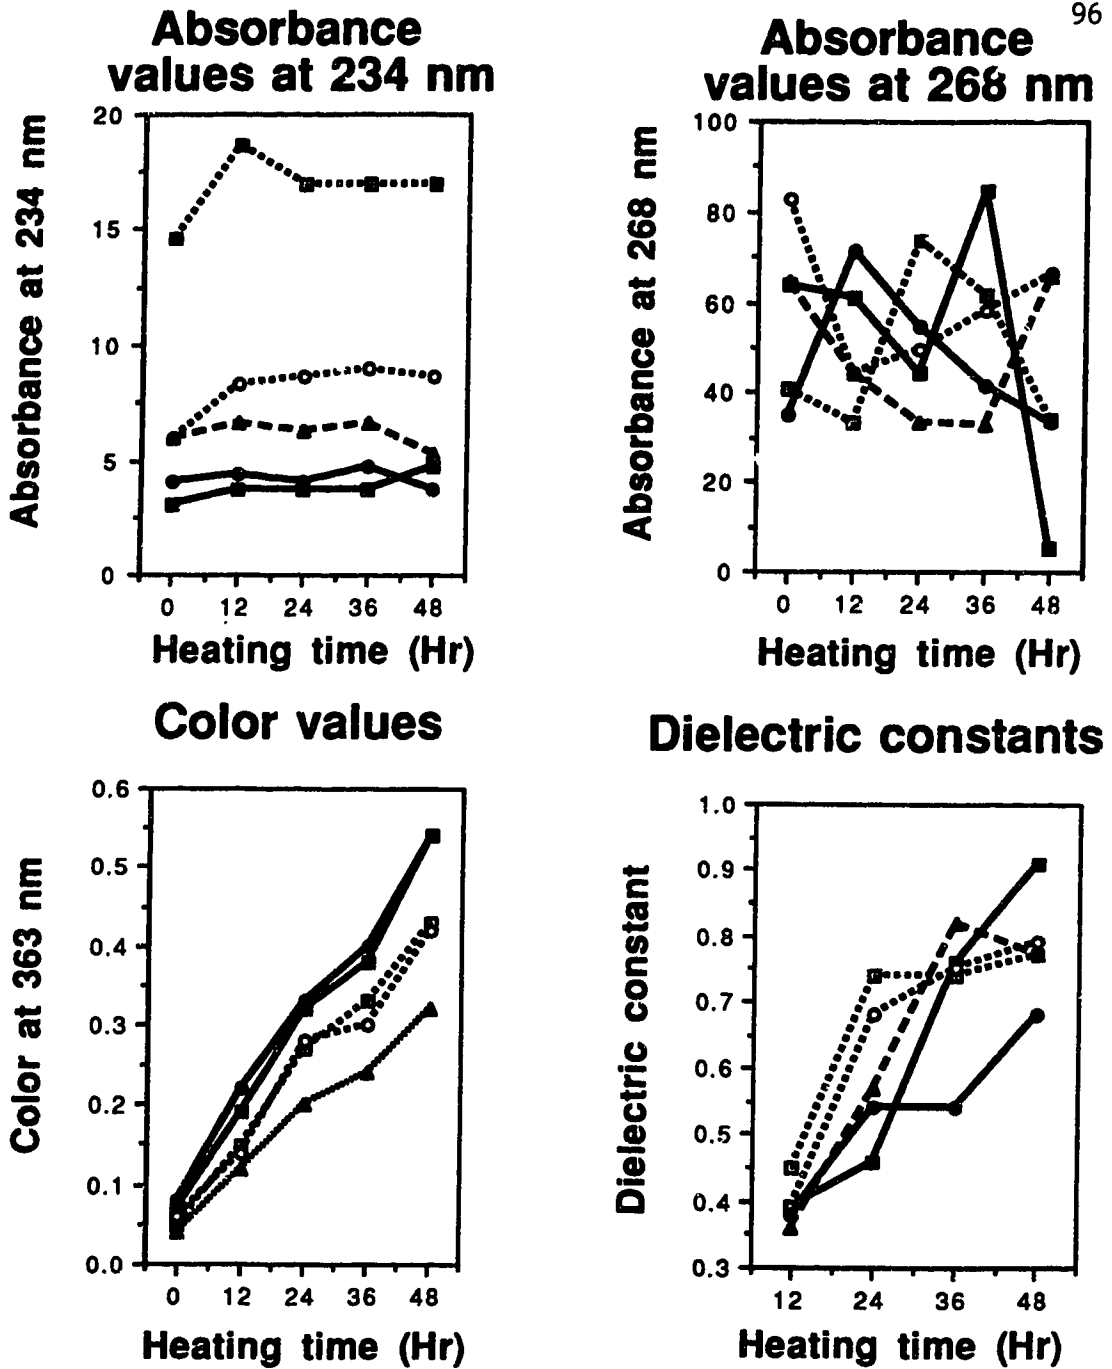 96
Absorbance
values at 234 nm
Absorbance at 234 nm
20
15
10
5
0
0 12 24 36 48
Heating time (Hr)
Absorbance
values at 268 nm
Absorbance at 268 nm
100
80
60
40
20
0
0 12 24 36 48
Heating time (Hr)
Color values
Color at 363 nm
0.6
0.5
0.4
0.3
0.2
0.1
0.0
0 12 24 36 48
Heating time (Hr)
Dielectric constants
Dielectric constant
1.0
0.9
0.8
0.7
0.6
0.5
0.4
0.3
12 24 36 48
Heating time (Hr)